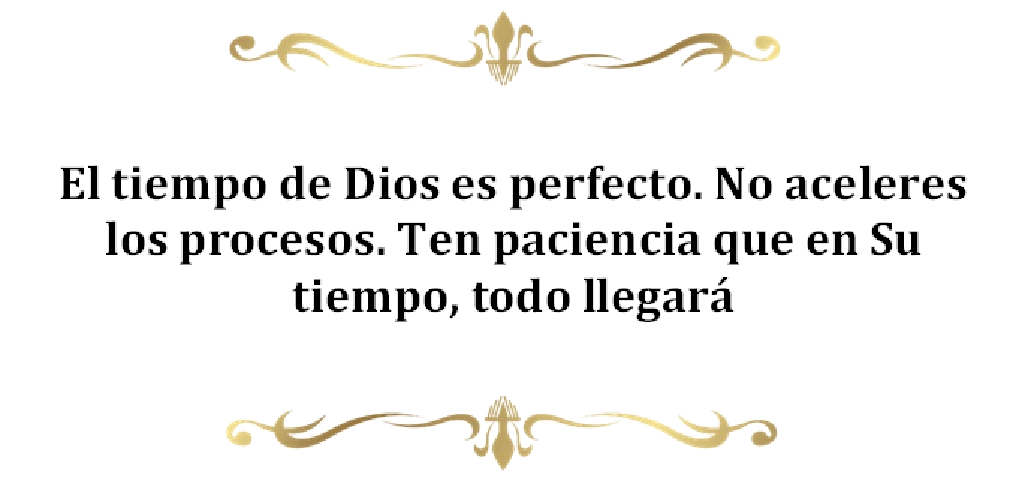 El tiempo de Dios es perfecto. No aceleres
los procesos. Ten paciencia que en Su
tiempo, todo llegará